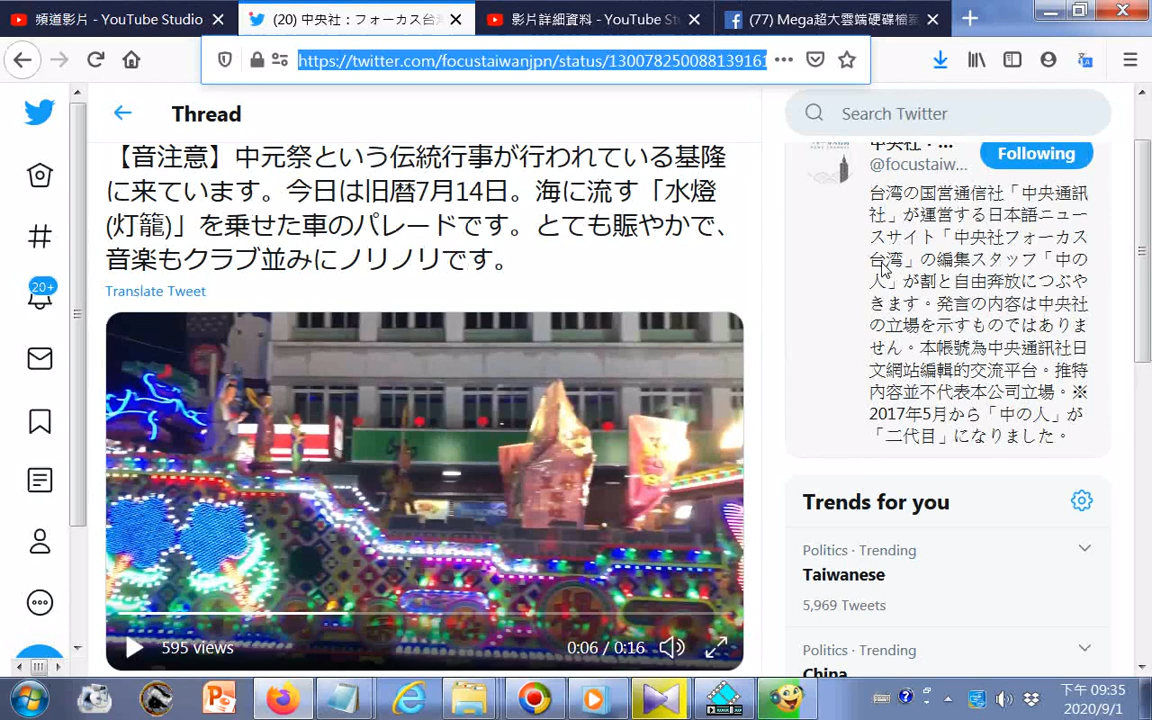 頻道影片 - YouTube Studio
(20) 中央社：フォーカス台湾
影片詳細資料 - YouTube St
(77) Mega超大雲端硬碟檔案
https://twitter.com/focustaiwanjpn/status/130078250088139161
Thread
Search Twitter
【音注意】中元祭という伝統行事が行われている基隆
に来ています。今日は旧暦7月14日。海に流す「水燈
(灯籠)」を乗せた車のパレードです。とても賑やかで、
音楽もクラブ並みにノリノリです。
Translate Tweet
595 views
0:06 / 0:16
20+
中央社・...
@focustaiw...
Following
台湾の国営通信社「中央通訊
社」が運営する日本語ニュー
スサイト「中央社フォーカス
台湾」の編集スタッフ「中の
人」が割と自由奔放につぶや
きます。発言の内容は中央社
の立場を示すものではありま
せん。本帳號為中央通訊社日
文網站編輯的交流平台。推特
内容並不代表本公司立場。※
2017年5月から「中の人」が
「二代目」になりました。
Trends for you
Politics · Trending
Taiwanese
5,969 Tweets
Politics · Trending
China
下午 09:35
2020/9/1